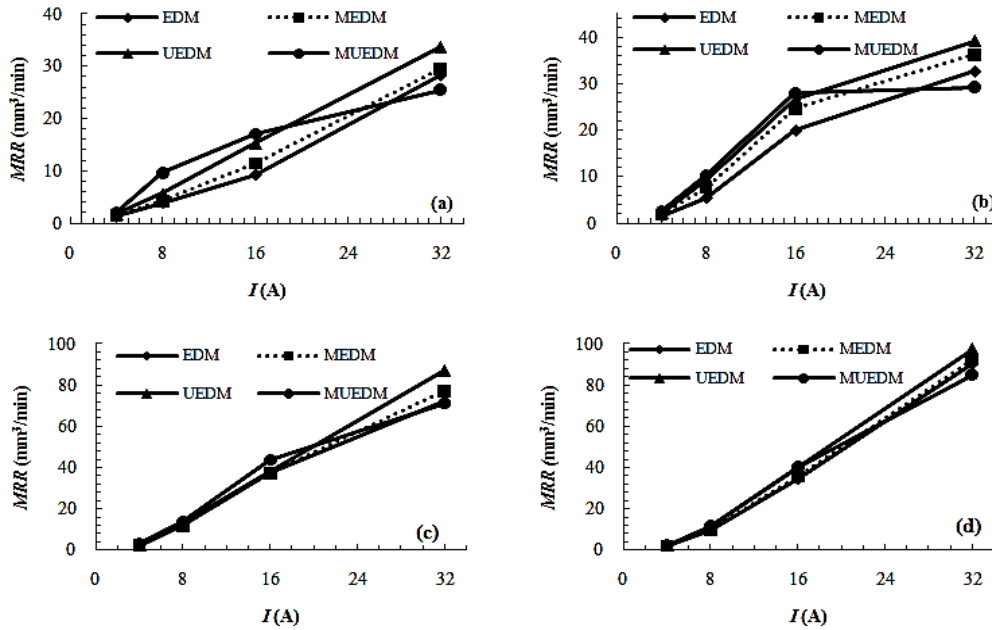 40
30
20
10
0
MRR (mm³/min)
EDM
MEDM
UEDM
MUEDM
(a)
0 8 16 24 32
I (A)
40
30
20
10
0
MRR (mm³/min)
EDM
MEDM
UEDM
MUEDM
(b)
0 8 16 24 32
I (A)
100
80
60
40
20
0
MRR (mm³/min)
EDM
MEDM
UEDM
MUEDM
(c)
0 8 16 24 32
I (A)
100
80
60
40
20
0
MRR (mm³/min)
EDM
MEDM
UEDM
MUEDM
(d)
0 8 16 24 32
I (A)